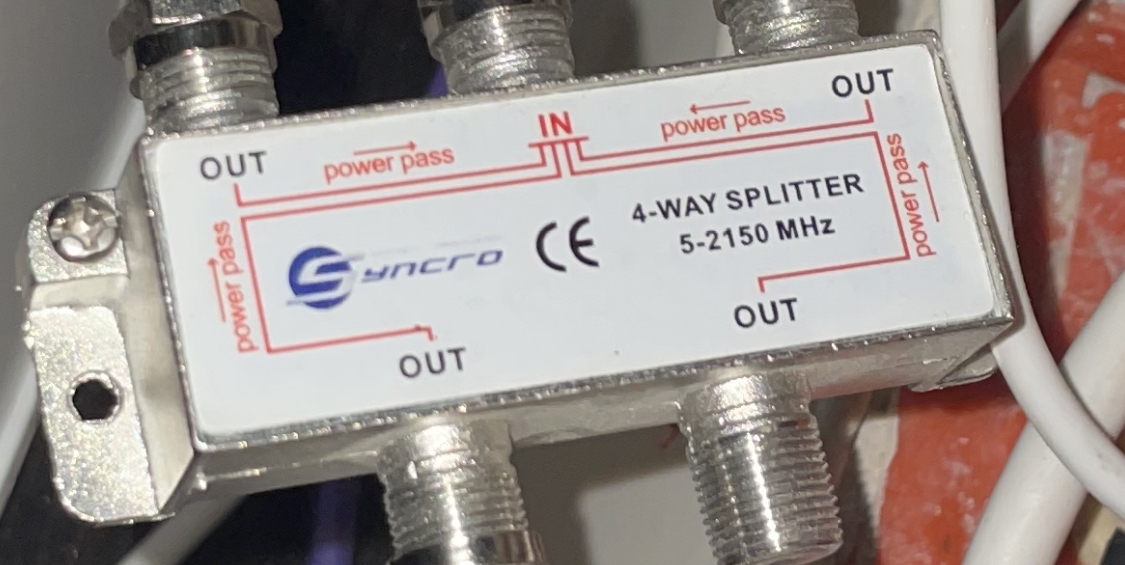 IN
OUT
power pass
power pass
OUT
power pass
power pass
Syncro
CE
4-WAY SPLITTER
5-2150 MHz
OUT
OUT